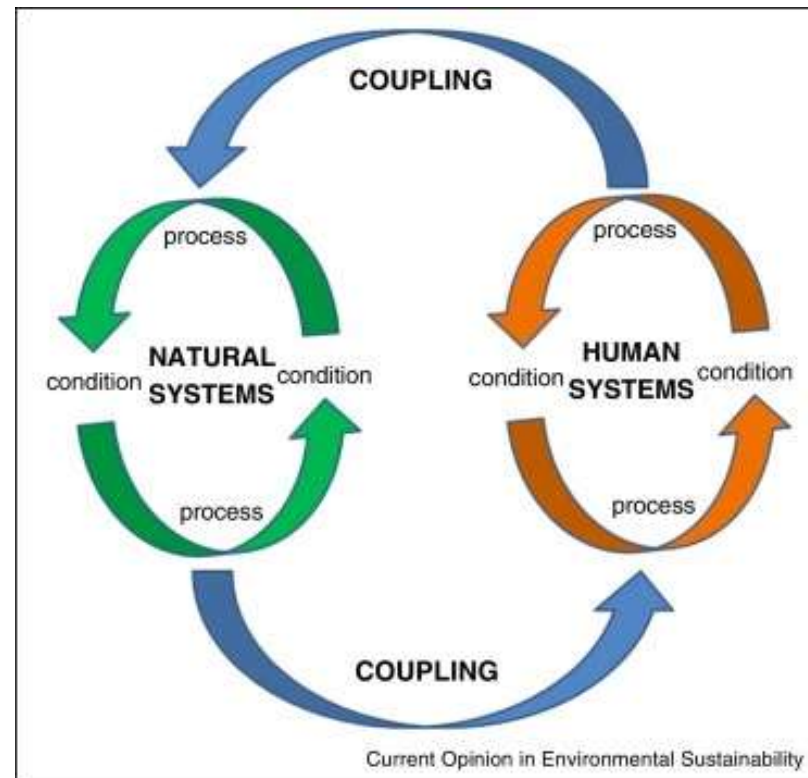 COUPLING
process
process
NATURAL
SYSTEMS
condition
condition
HUMAN
SYSTEMS
condition
condition
process
process
COUPLING
Current Opinion in Environmental Sustainability